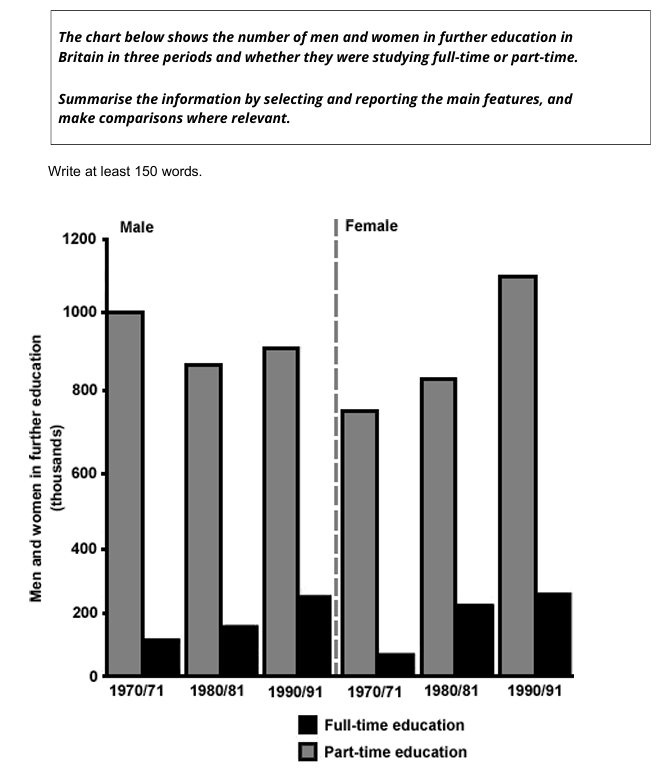 The chart below shows the number of men and women in further education in
Britain in three periods and whether they were studying full-time or part-time.
Summarise the information by selecting and reporting the main features, and
make comparisons where relevant.
Write at least 150 words.
Male
Female
1200
1000
800
600
400
200
0
Men and women in further education
(thousands)
1970/71 1980/81 1990/91 1970/71 1980/81 1990/91
Full-time education
Part-time education